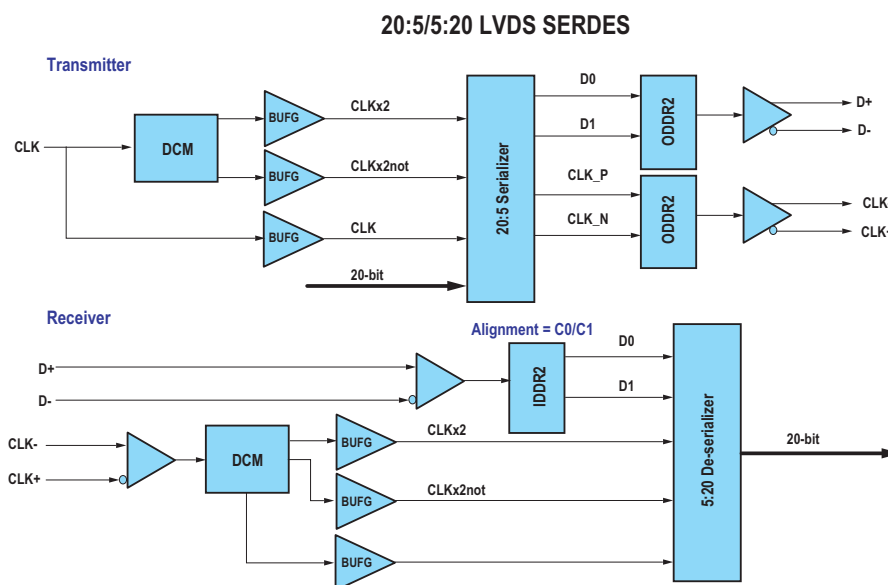 20:5/5:20 LVDS SERDES
Transmitter
CLK
DCM
BUFG
CLKx2
BUFG
CLKx2not
BUFG
CLK
20-bit
20:5 Serializer
D0
D1
CLK_P
CLK_N
ODDR2
ODDR2
D+
D-
CLK-
CLK+
Receiver
Alignment = C0/C1
D+
D-
IDDR2
D0
D1
CLK-
CLK+
DCM
BUFG
CLKx2
BUFG
CLKx2not
BUFG
5:20 De-serializer
20-bit